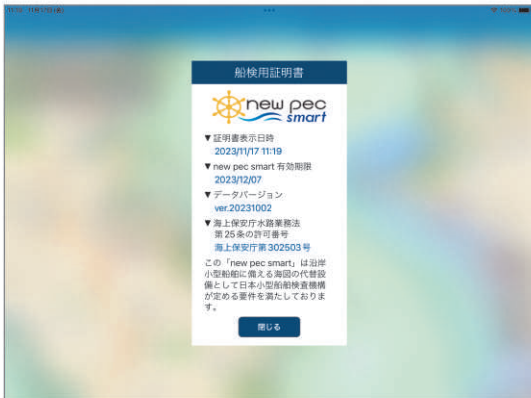 船検用証明書
new pec
smart
▼証明書表示日時
2023/11/17 11:19
▼new pec smart 有効期限
2023/12/07
▼データバージョン
ver.20231002
▼海上保安庁水路業務法
第25条の許可番号
海上保安庁第302503号
この「new pec smart」は沿岸
小型船舶に備える海図の代替設
備として日本小型船舶検査機構
が定める要件を満たしておりま
す。
閉じる